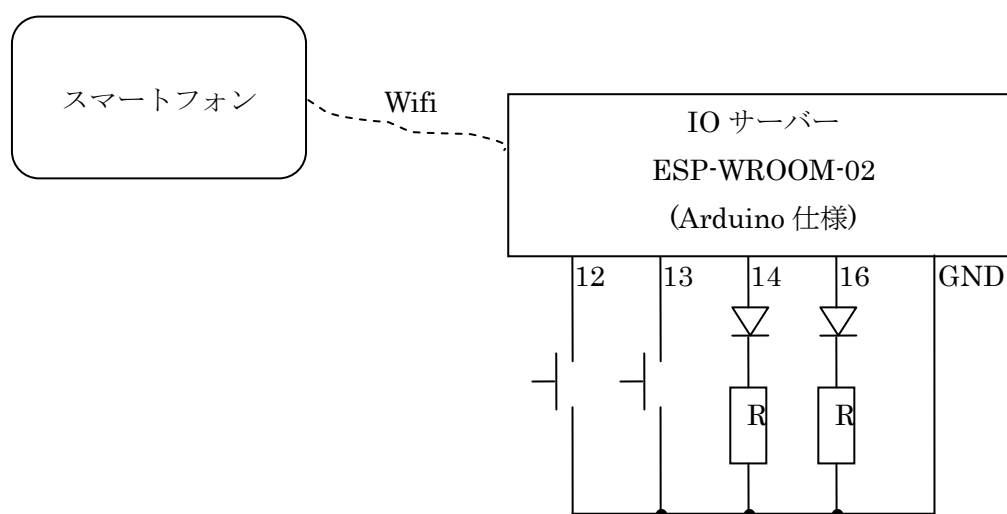 スマートフォン
Wifi
IO サーバー
ESP-WROOM-02
(Arduino 仕様)
12 13 14 16 GND
R R